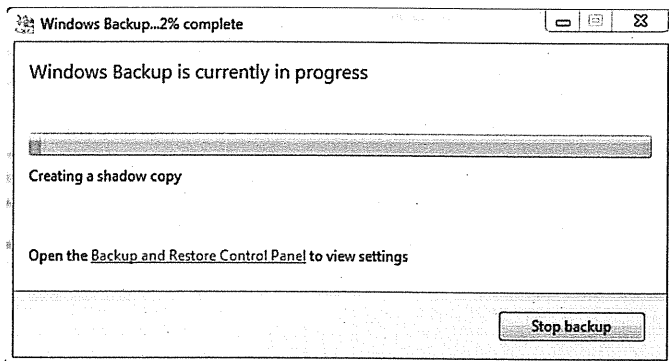 Windows Backup...2% complete
Windows Backup is currently in progress
Creating a shadow copy
Open the Backup and Restore Control Panel to view settings
Stop backup